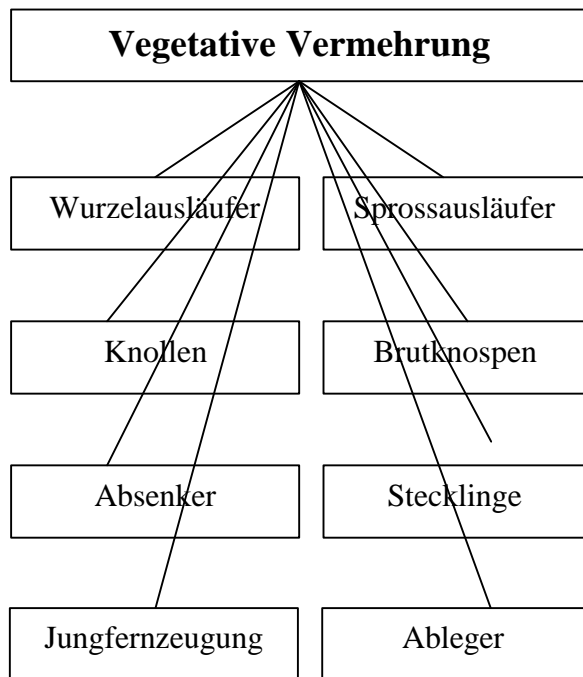 Vegetative Vermehrung
Wurzelausläufer
Sprossausläufer
Knollen
Brutknospen
Absenker
Stecklinge
Jungfernzeugung
Ableger